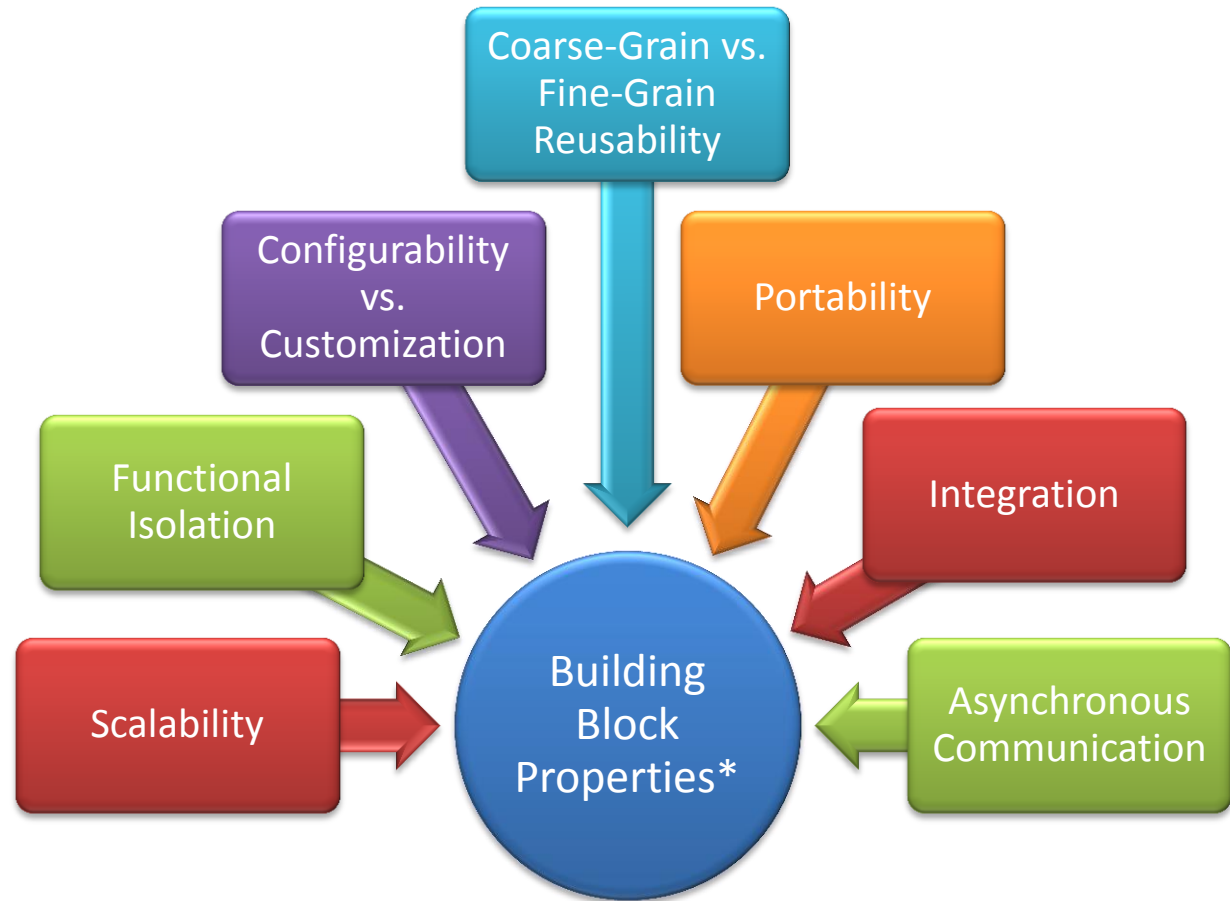 Coarse-Grain vs.
Fine-Grain
Reusability
Configurability
vs.
Customization
Portability
Functional
Isolation
Integration
Scalability
Building
Block
Properties*
Asynchronous
Communication